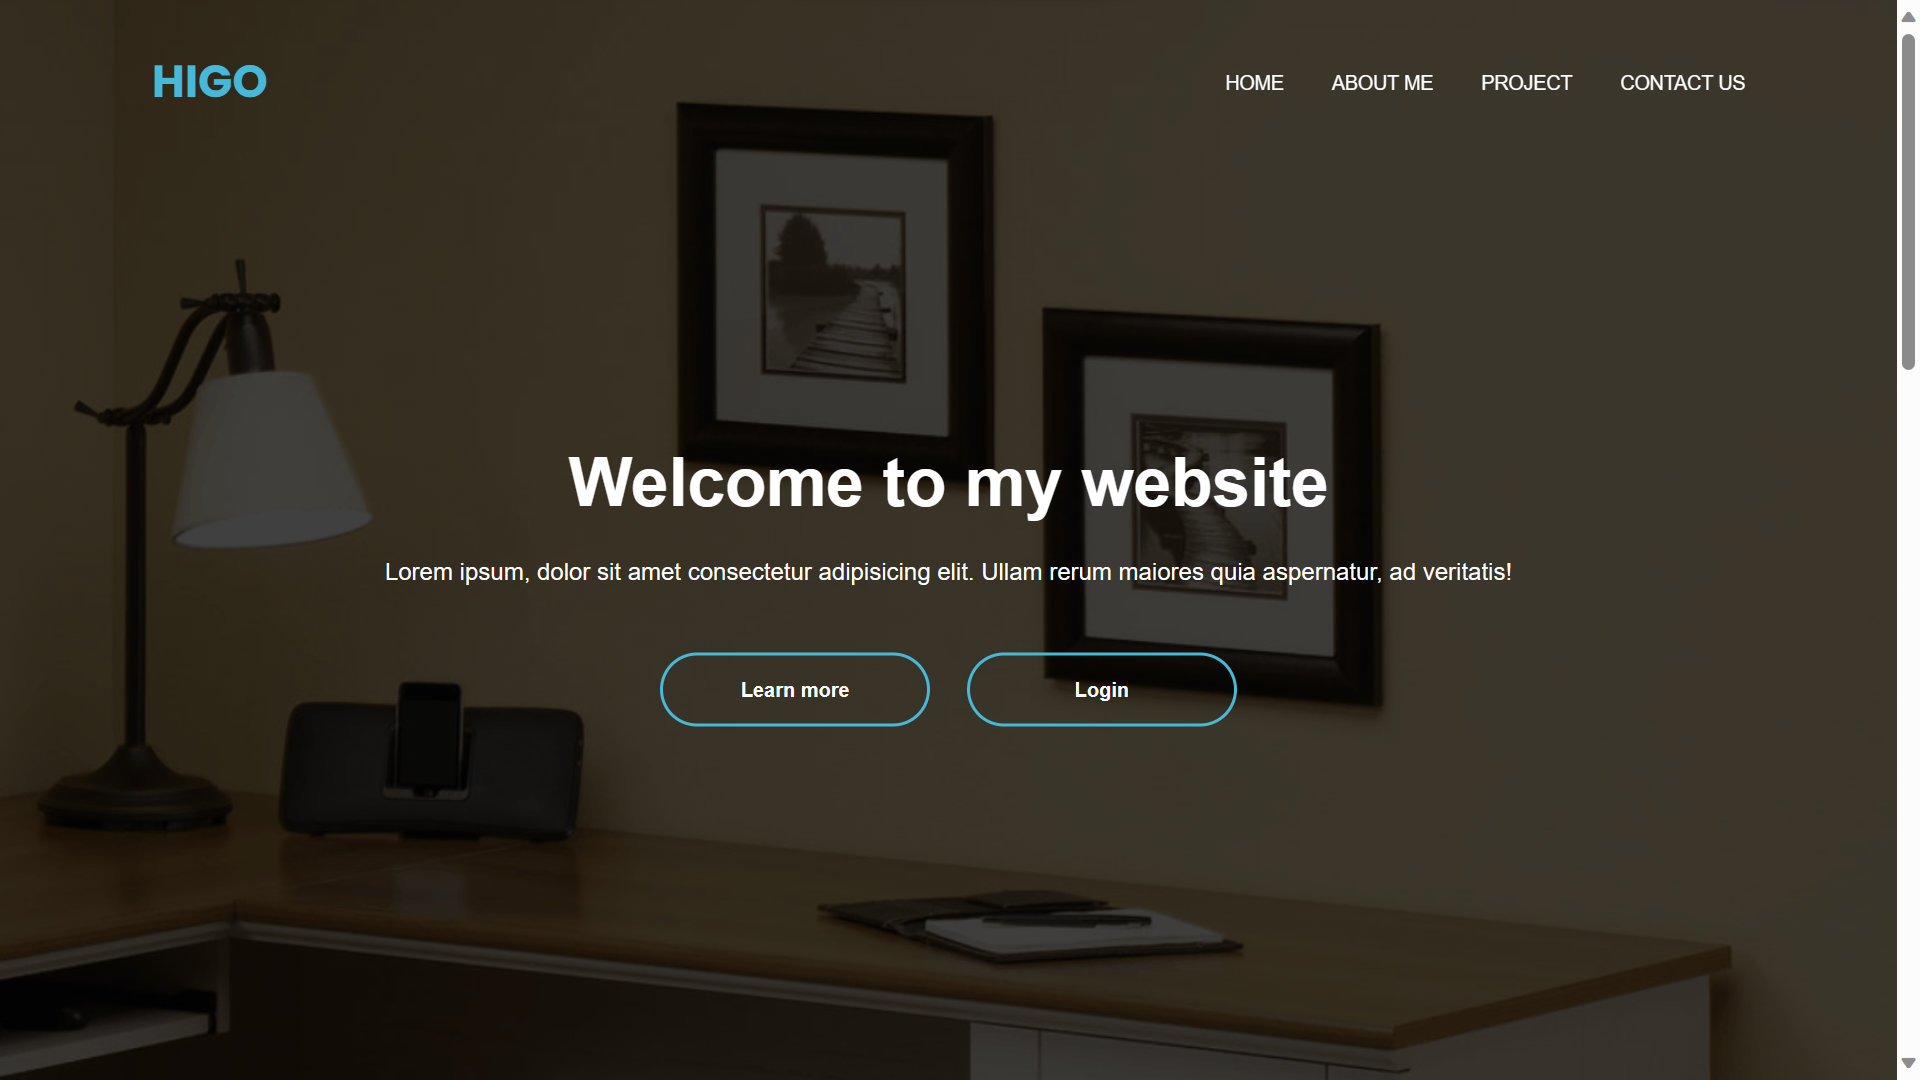 HIGO
HOME ABOUT ME PROJECT CONTACT US
Welcome to my website
Lorem ipsum, dolor sit amet consectetur adipisicing elit. Ullam rerum maiores quia aspernatur, ad veritatis!
Learn more Login